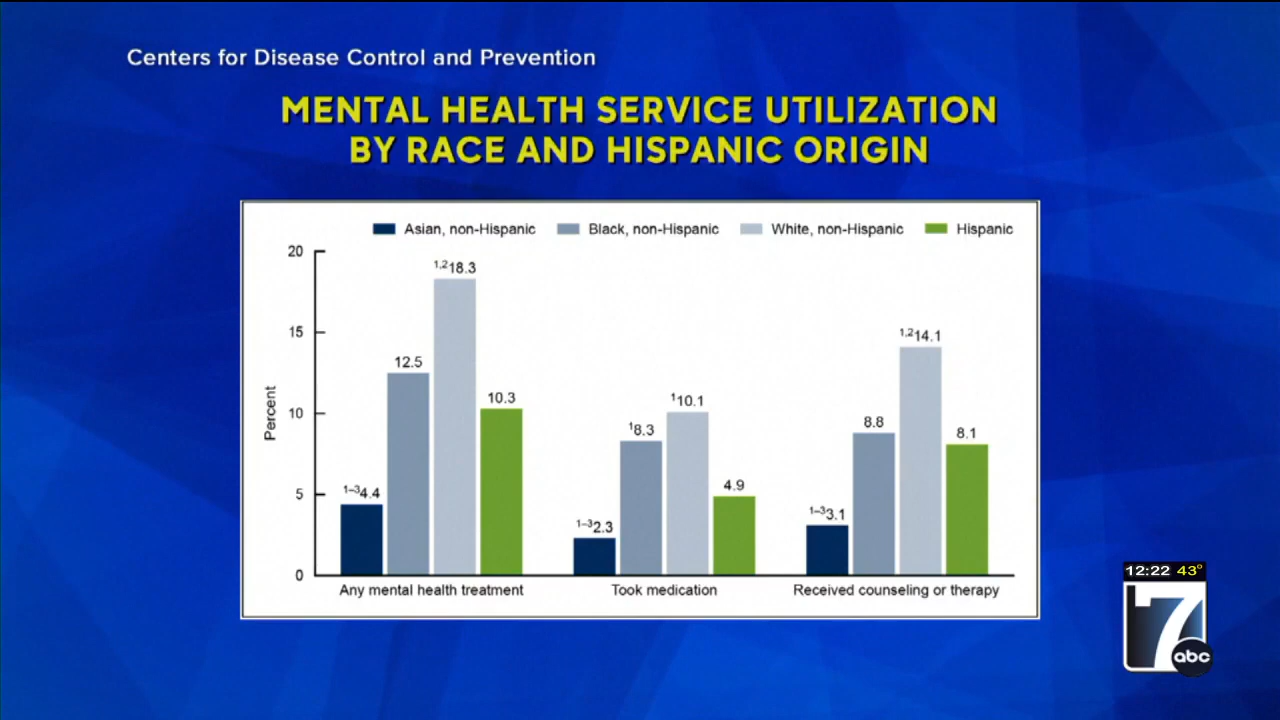 Centers for Disease Control and Prevention
MENTAL HEALTH SERVICE UTILIZATION
BY RACE AND HISPANIC ORIGIN
Asian, non-Hispanic Black, non-Hispanic White, non-Hispanic Hispanic
20
1,218.3
15
1,214.1
12.5
10.3
10
110.1
Percent
8.8
18.3
8.1
5
1–34.4
4.9
1–32.3
1–33.1
0
Any mental health treatment Took medication Received counseling or therapy
12:22 43°
7
abc